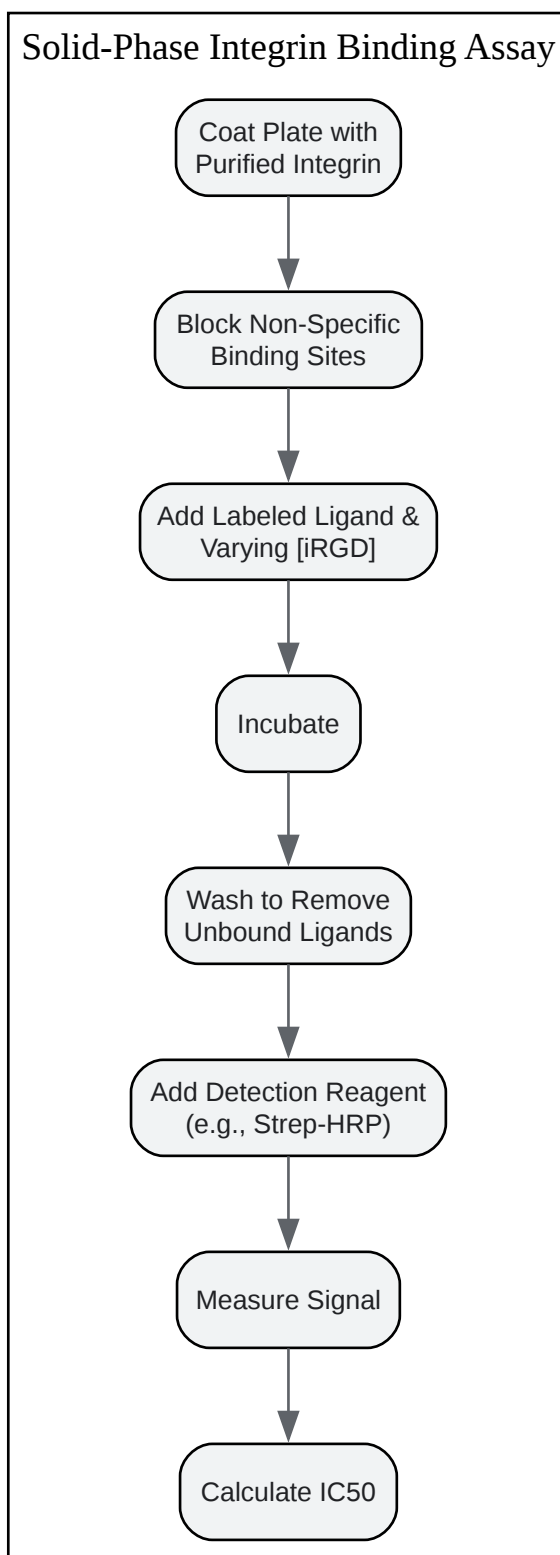 Solid-Phase Integrin Binding Assay
Coat Plate with
Purified Integrin
Block Non-Specific
Binding Sites
Add Labeled Ligand &
Varying [iRGD]
Incubate
Wash to Remove
Unbound Ligands
Add Detection Reagent
(e.g., Strep-HRP)
Measure Signal
Calculate IC50